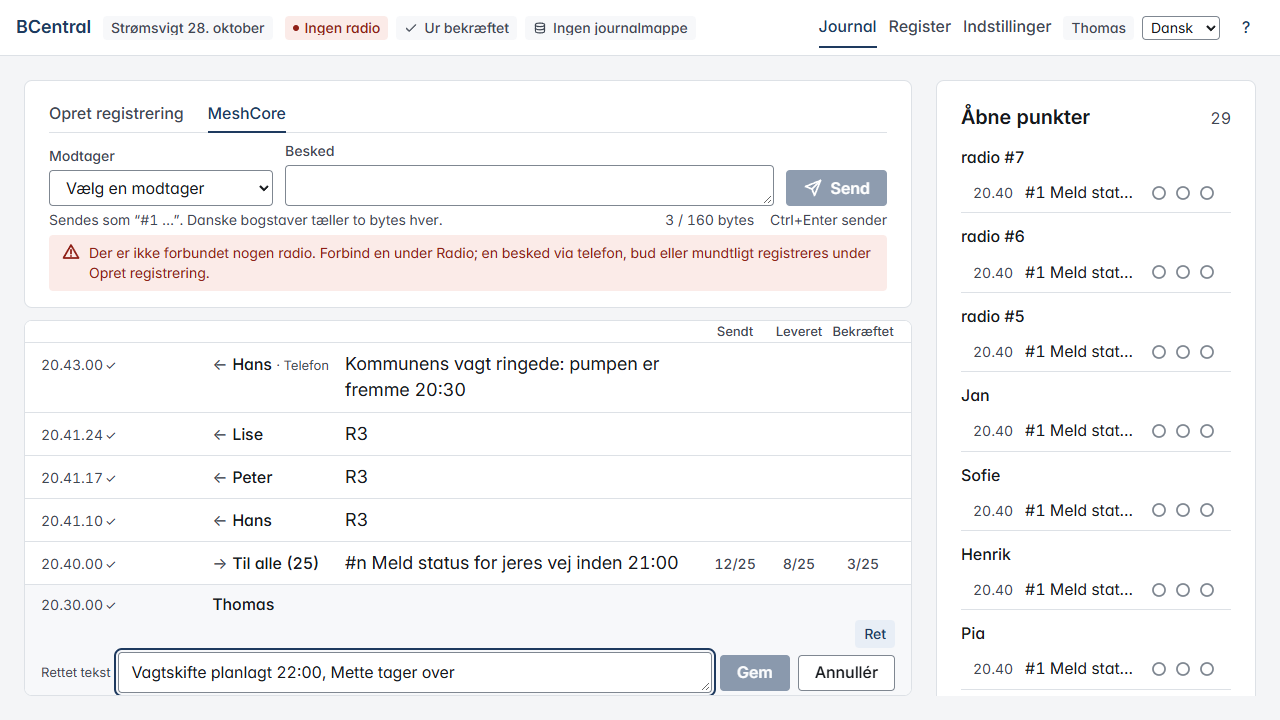 BCentral Strømsvigt 28. oktober Ingen radio Ur bekræftet Ingen journalmappe Journal Register Indstillinger Thomas Dansk ?
Opret registrering MeshCore
Modtager Besked
Vælg en modtager Send
Sendes som “#1 ...”. Danske bogstaver tæller to bytes hver. 3 / 160 bytes Ctrl+Enter sender
Der er ikke forbundet nogen radio. Forbind en under Radio; en besked via telefon, bud eller mundtligt registreres under
Opret registrering.
Sendt Leveret Bekræftet
20.43.00 ← Hans · Telefon Kommunens vagt ringede: pumpen er
fremme 20:30
20.41.24 ← Lise R3
20.41.17 ← Peter R3
20.41.10 ← Hans R3
20.40.00 → Til alle (25) #n Meld status for jeres vej inden 21:00 12/25 8/25 3/25
20.30.00 Thomas
Ret
Rettet tekst Vagtskifte planlagt 22:00, Mette tager over Gem Annullér
Åbne punkter 29
radio #7
20.40 #1 Meld stat...
radio #6
20.40 #1 Meld stat...
radio #5
20.40 #1 Meld stat...
Jan
20.40 #1 Meld stat...
Sofie
20.40 #1 Meld stat...
Henrik
20.40 #1 Meld stat...
Pia
20.40 #1 Meld stat...